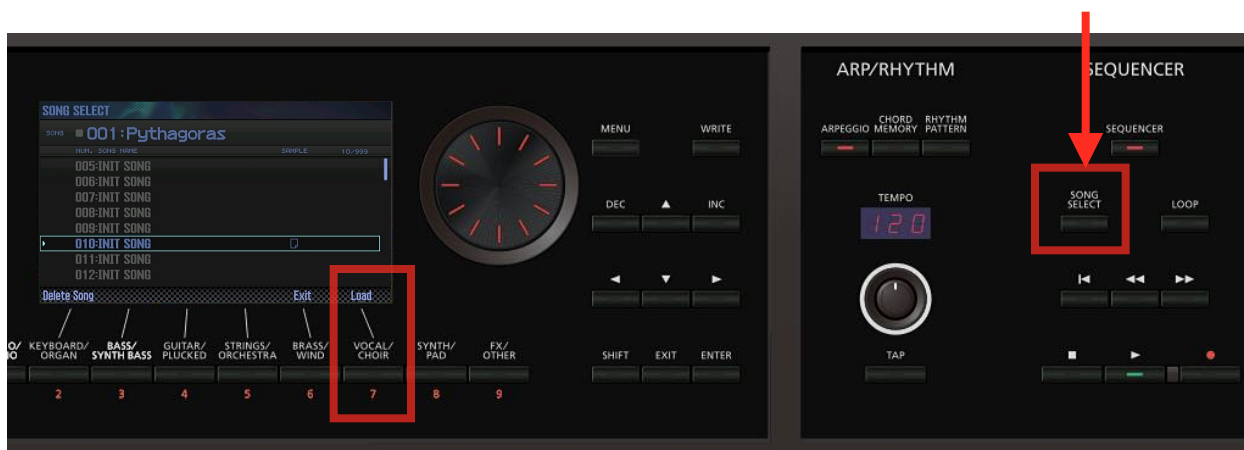 ARP/RHYTHM
SEQUENCER
SONG SELECT
SONG 001:Pythagoras
NUM. SONG NAME SAMPLE 10/999
005:INIT SONG
006:INIT SONG
007:INIT SONG
008:INIT SONG
009:INIT SONG
010:INIT SONG
011:INIT SONG
012:INIT SONG
Delete Song Exit Load
MENU WRITE
DEC INC
SHIFT EXIT ENTER
KEYBOARD/
ORGAN
BASS/
SYNTH BASS
GUITAR/
PLUCKED
STRINGS/
ORCHESTRA
BRASS/
WIND
VOCAL/
CHOIR
SYNTH/
PAD
FX/
OTHER
2 3 4 5 6 7 8 9
ARPEGGIO
CHORD
MEMORY
RHYTHM
PATTERN
TEMPO
120
TAP
SEQUENCER
SONG
SELECT
LOOP